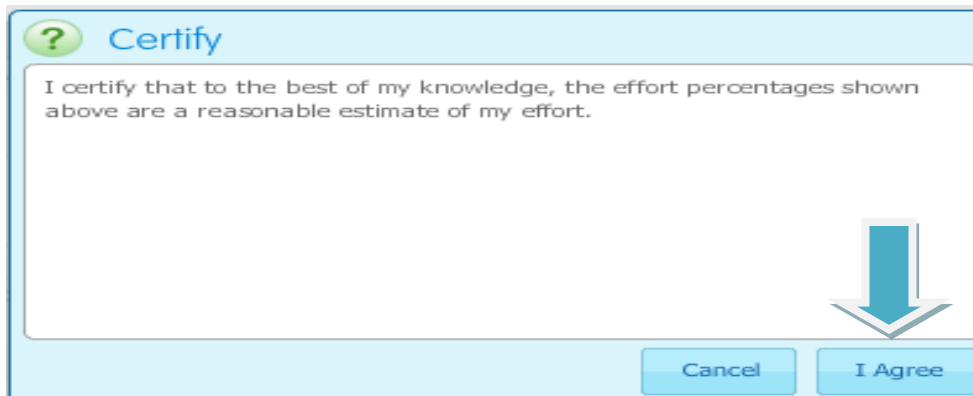 ? Certify
I certify that to the best of my knowledge, the effort percentages shown
above are a reasonable estimate of my effort.
Cancel I Agree